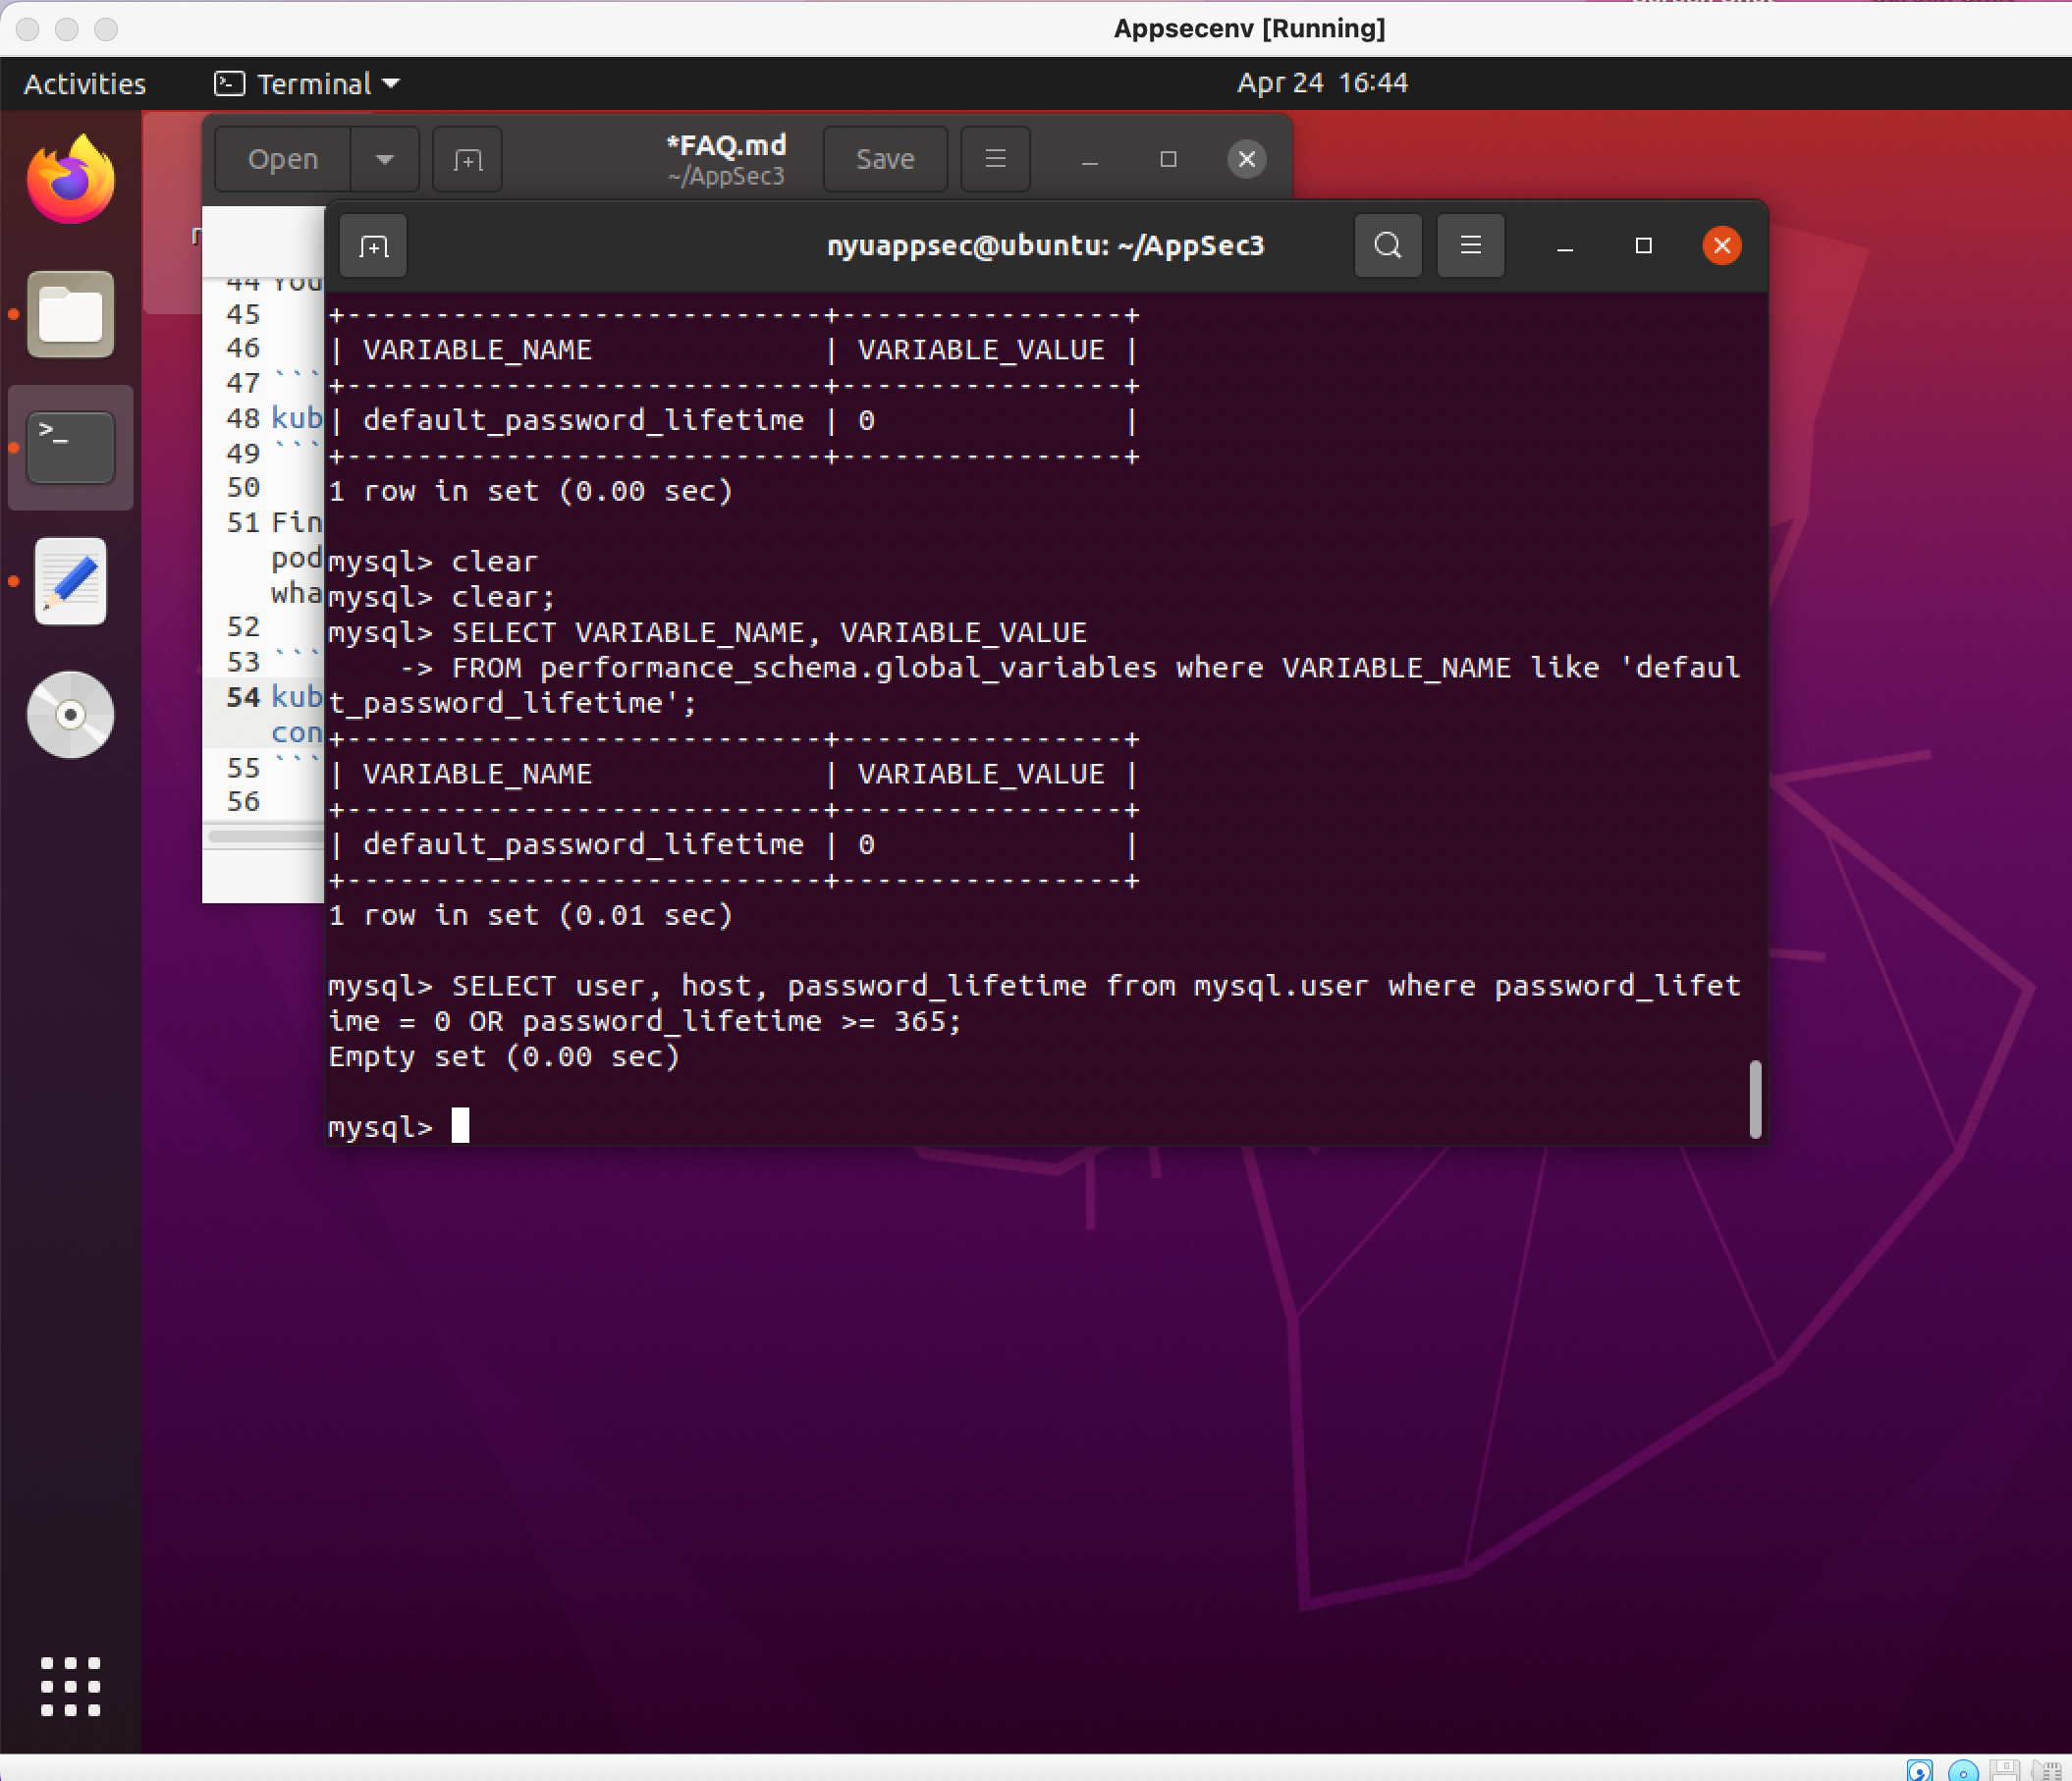 Appsecenv [Running]
Activities
Terminal
Apr 24 16:44
Open
*FAQ.md
~/AppSec3
Save
nyuappsec@ubuntu: ~/AppSec3
44 You
45
46
47 ```
48 kub
49 ```
50
51 Fin
pod
wha
52
53 ```
54 kub
con
55 ```
56
+---------------------------+----------------+
| VARIABLE_NAME             | VARIABLE_VALUE |
+---------------------------+----------------+
| default_password_lifetime | 0              |
+---------------------------+----------------+
1 row in set (0.00 sec)
mysql> clear
mysql> clear;
mysql> SELECT VARIABLE_NAME, VARIABLE_VALUE
    -> FROM performance_schema.global_variables where VARIABLE_NAME like 'defaul
t_password_lifetime';
+---------------------------+----------------+
| VARIABLE_NAME             | VARIABLE_VALUE |
+---------------------------+----------------+
| default_password_lifetime | 0              |
+---------------------------+----------------+
1 row in set (0.01 sec)
mysql> SELECT user, host, password_lifetime from mysql.user where password_lifet
ime = 0 OR password_lifetime >= 365;
Empty set (0.00 sec)
mysql>